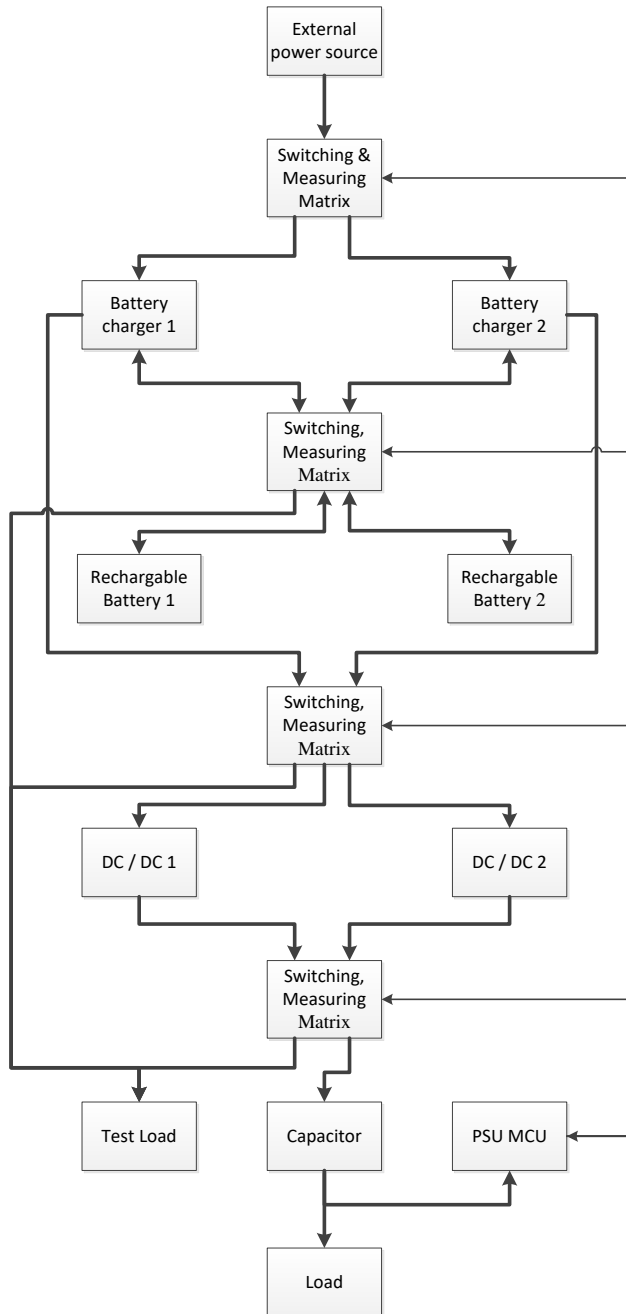 External
power source
Switching &
Measuring
Matrix
Battery
charger 1
Battery
charger 2
Switching,
Measuring
Matrix
Rechargable
Battery 1
Rechargable
Battery 2
Switching,
Measuring
Matrix
DC / DC 1
DC / DC 2
Switching,
Measuring
Matrix
Test Load
Capacitor
PSU MCU
Load